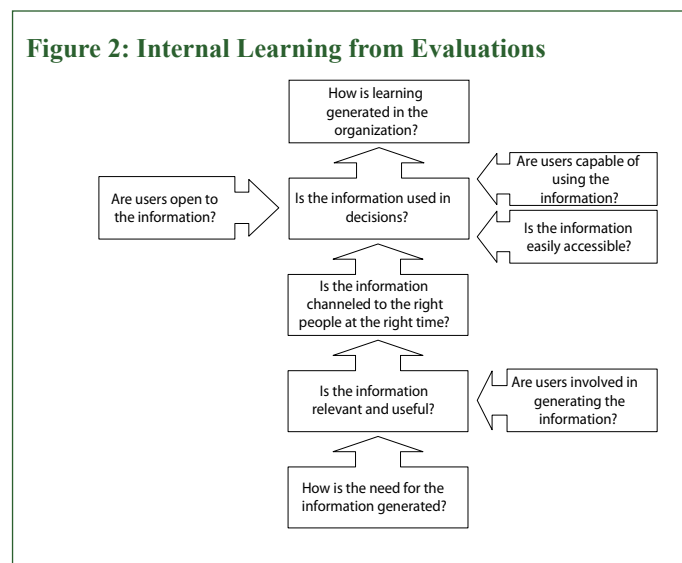 Figure 2: Internal Learning from Evaluations
How is learning
generated in the
organization?
Are users open to
the information?
Is the information used in
decisions?
Are users capable of
using the
information?
Is the information
easily accessible?
Is the information
channeled to the right
people at the right time?
Is the information
relevant and useful?
Are users involved in
generating the
information?
How is the need for the
information generated?